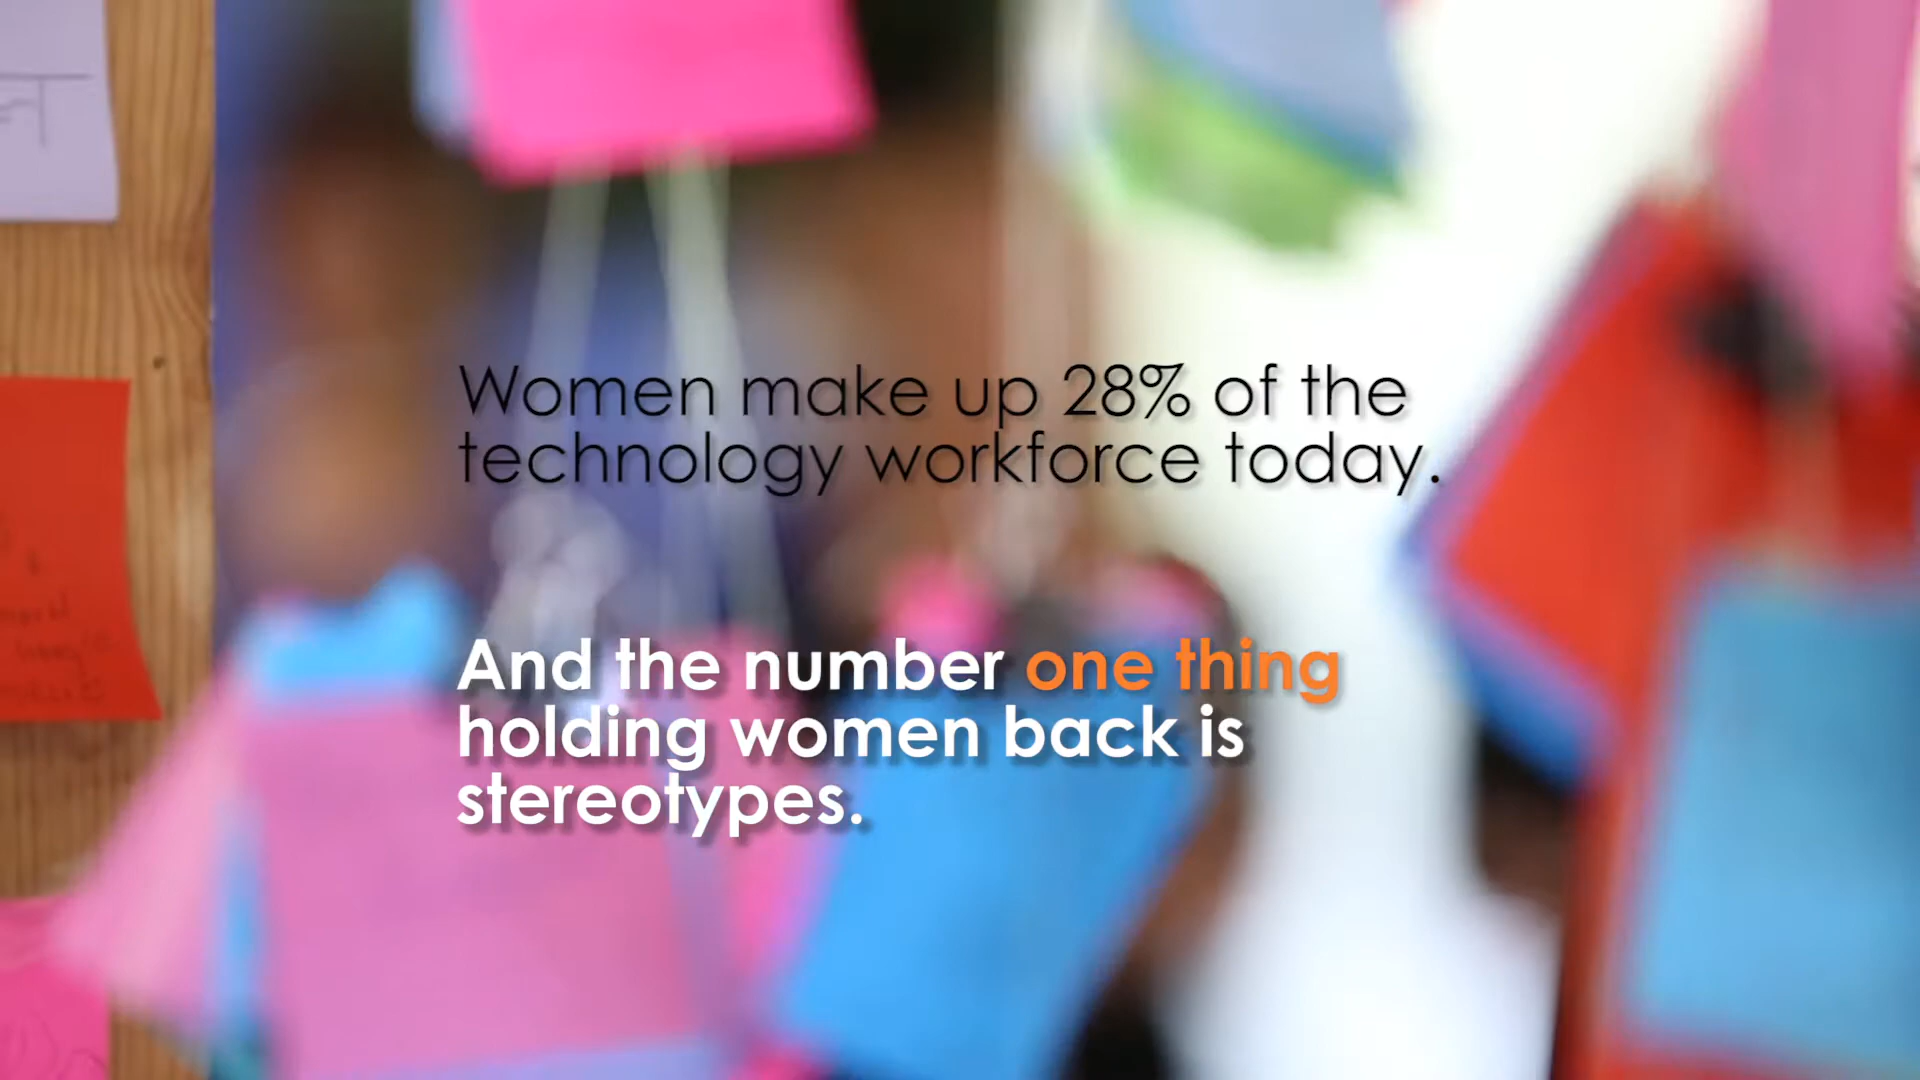 Women make up 28% of the
technology workforce today.
And the number one thing
holding women back is
stereotypes.